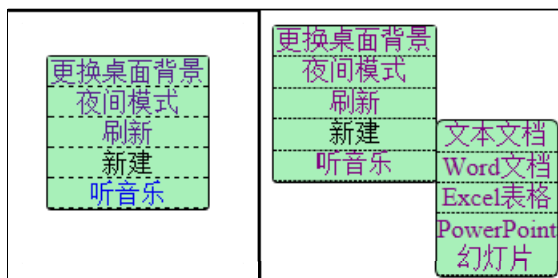 更换桌面背景
夜间模式
刷新
新建
听音乐
更换桌面背景
夜间模式
刷新
新建
听音乐
文本文档
Word文档
Excel表格
PowerPoint
幻灯片